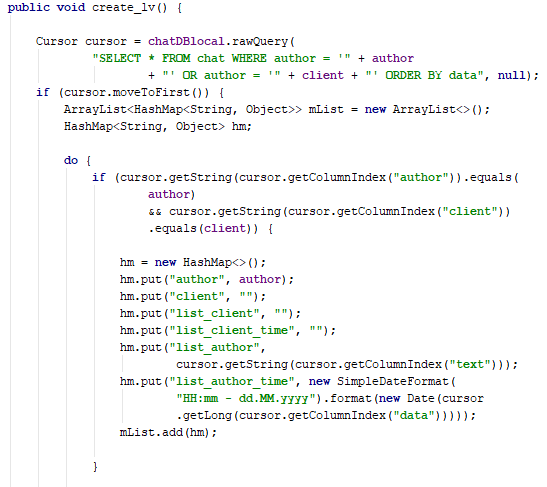 public void create_lv() {
Cursor cursor = chatDBlocal.rawQuery(
"SELECT * FROM chat WHERE author = '" + author
+ "' OR author = '" + client + "' ORDER BY data", null);
if (cursor.moveToFirst()) {
ArrayList<HashMap<String, Object>> mList = new ArrayList<>();
HashMap<String, Object> hm;
do {
if (cursor.getString(cursor.getColumnIndex("author")).equals(
author)
&& cursor.getString(cursor.getColumnIndex("client"))
.equals(client)) {
hm = new HashMap<>();
hm.put("author", author);
hm.put("client", "");
hm.put("list_client", "");
hm.put("list_client_time", "");
hm.put("list_author",
cursor.getString(cursor.getColumnIndex("text")));
hm.put("list_author_time", new SimpleDateFormat(
"HH:mm - dd.MM.yyyy").format(new Date(cursor
.getLong(cursor.getColumnIndex("data")))));
mList.add(hm);
}